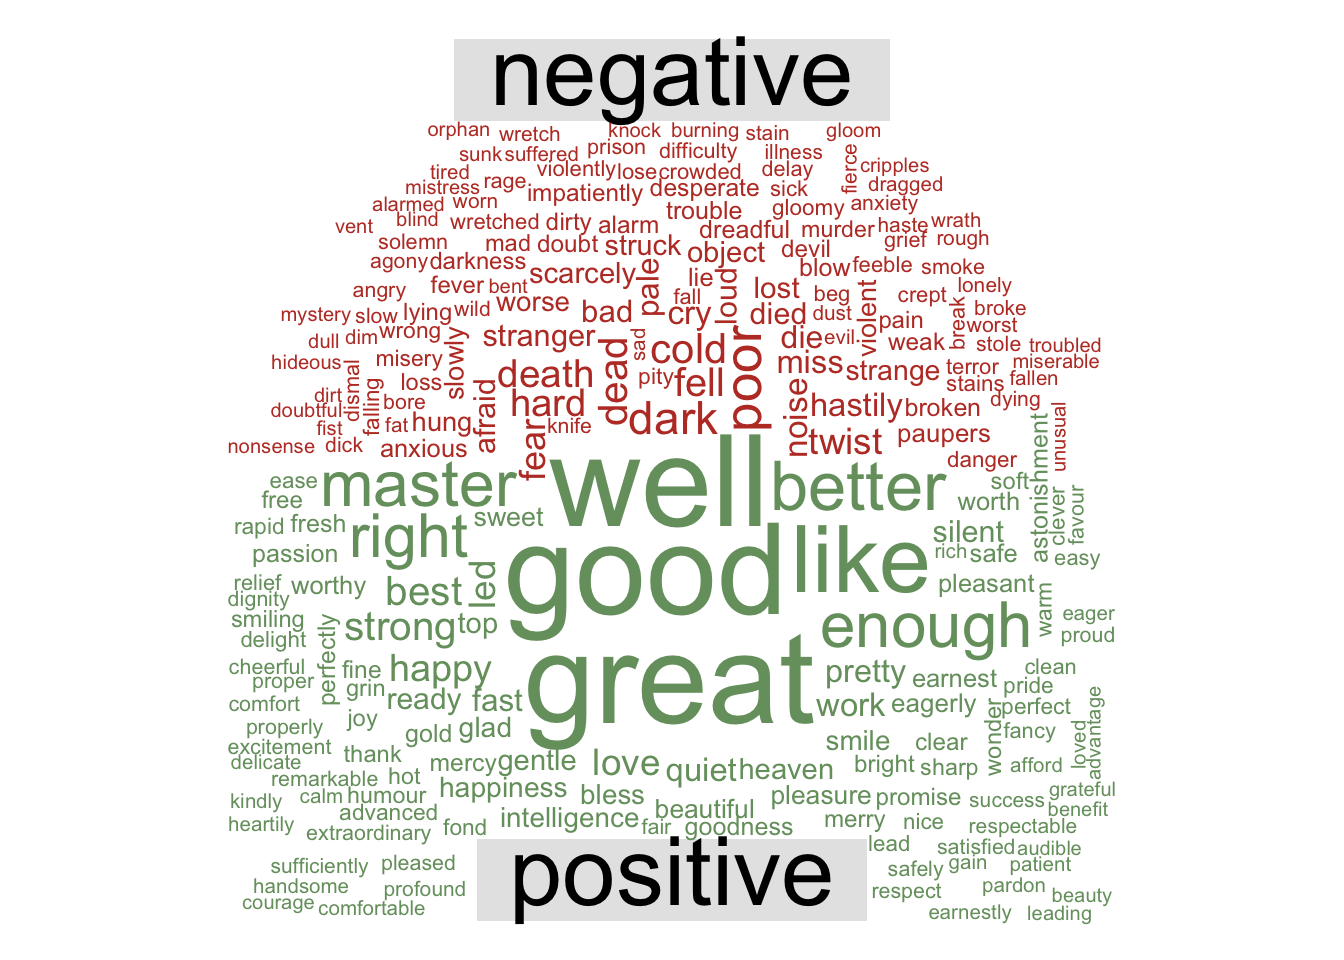 negative
orphan wretch knock burning stain gloom
sunk suffered prison difficulty illness fierce cripples
tired violently lose crowded delay
mistress rage impatiently desperate sick dragged
alarmed worn trouble gloomy anxiety
vent blind wretched dirty alarm dreadful murder haste wrath
solemn mad doubt struck object devil grief rough
agony darkness scarcely pale lie loud blow feeble smoke
angry fever bent worse fall lost beg violent crept lonely
mystery slow lying wild bad cry died dust pain break broke
dull dim wrong slowly stranger sad poor die evil weak worst
hideous misery dead cold miss strange stole troubled
dismal loss death pity fell terror miserable
dirt falling bore afraid hard noise hastily stains fallen
doubtful fat hung knife dark broken dying
fist fear twist paupers unusual
nonsense dick anxious danger
ease master well better soft astonishment
free sweet worth clever favour
rapid fresh right silent
passion good like rich safe easy
relief worthy best led pleasant
dignity warm
smiling strong top enough eager
delight perfectly proud
cheerful fine happy great pretty earnest clean
proper grin pride
comfort ready fast work eagerly wonder perfect loved advantage
properly joy gold glad fancy
excitement thank smile clear
delicate mercy gentle love quiet heaven bright sharp afford
remarkable hot
kindly calm humour happiness bless pleasure promise success grateful
heartily advanced intelligence beautiful merry nice benefit
extraordinary fond fair goodness respectable
positive
lead satisfied audible
sufficiently pleased safely gain patient
handsome profound respect pardon beauty
courage comfortable earnestly leading